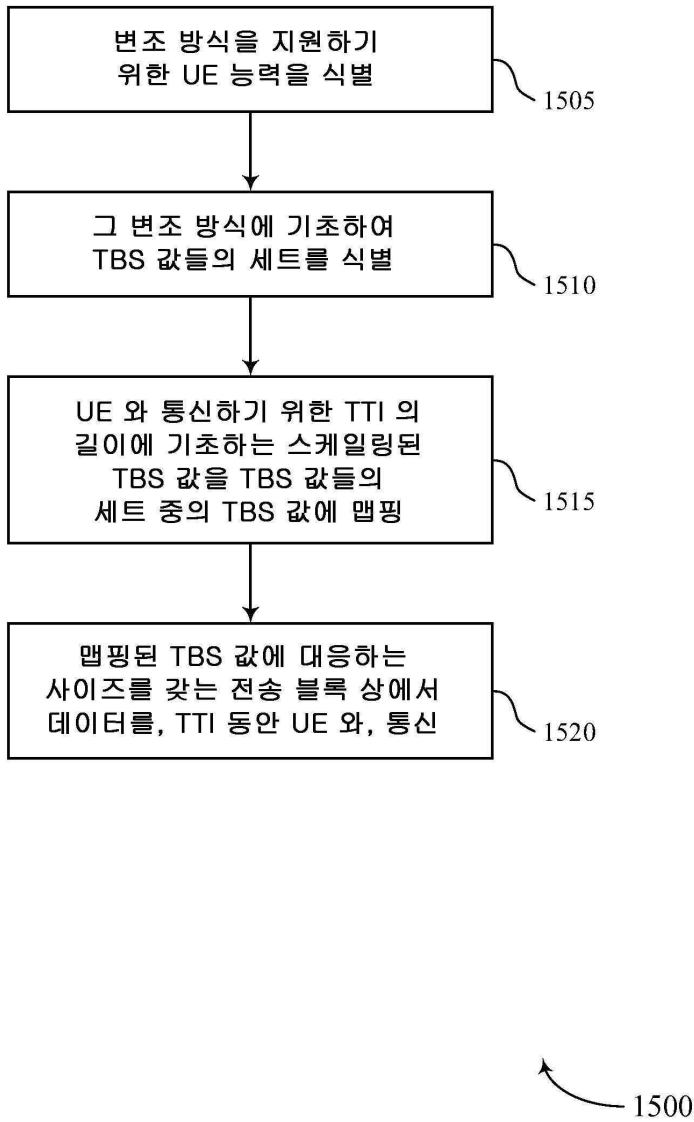 변조 방식을 지원하기
위한 UE 능력을 식별
1505
그 변조 방식에 기초하여
TBS 값들의 세트를 식별
1510
UE 와 통신하기 위한 TTI 의
길이에 기초하는 스케일링된
TBS 값을 TBS 값들의
세트 중의 TBS 값에 맵핑
1515
맵핑된 TBS 값에 대응하는
사이즈를 갖는 전송 블록 상에서
데이터를, TTI 동안 UE 와, 통신
1520
1500